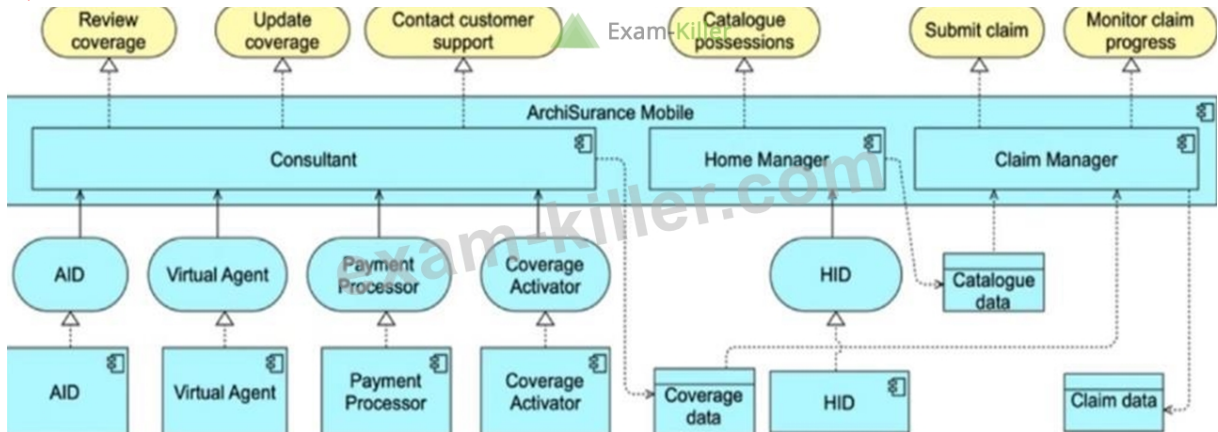 Review
coverage
Update
coverage
Contact customer
support
Exam-Killer
Catalogue
possessions
Submit claim
Monitor claim
progress
ArchiSurance Mobile
Consultant
Home Manager
Claim Manager
exam-killer.com
AID
Virtual Agent
Payment
Processor
Coverage
Activator
HID
Catalogue
data
AID
Virtual Agent
Payment
Processor
Coverage
Activator
Coverage
data
HID
Claim data